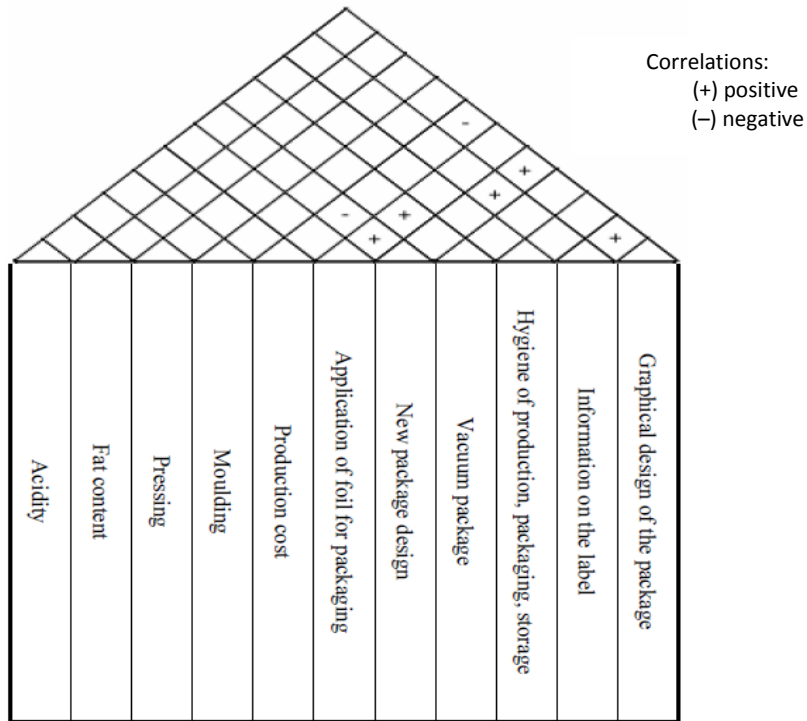 Correlations:
(+) positive
(–) negative
-
+
+
- +
+ +
Acidity
Fat content
Pressing
Moulding
Production cost
Application of foil for packaging
New package design
Vacuum package
Hygiene of production, packaging, storage
Information on the label
Graphical design of the package